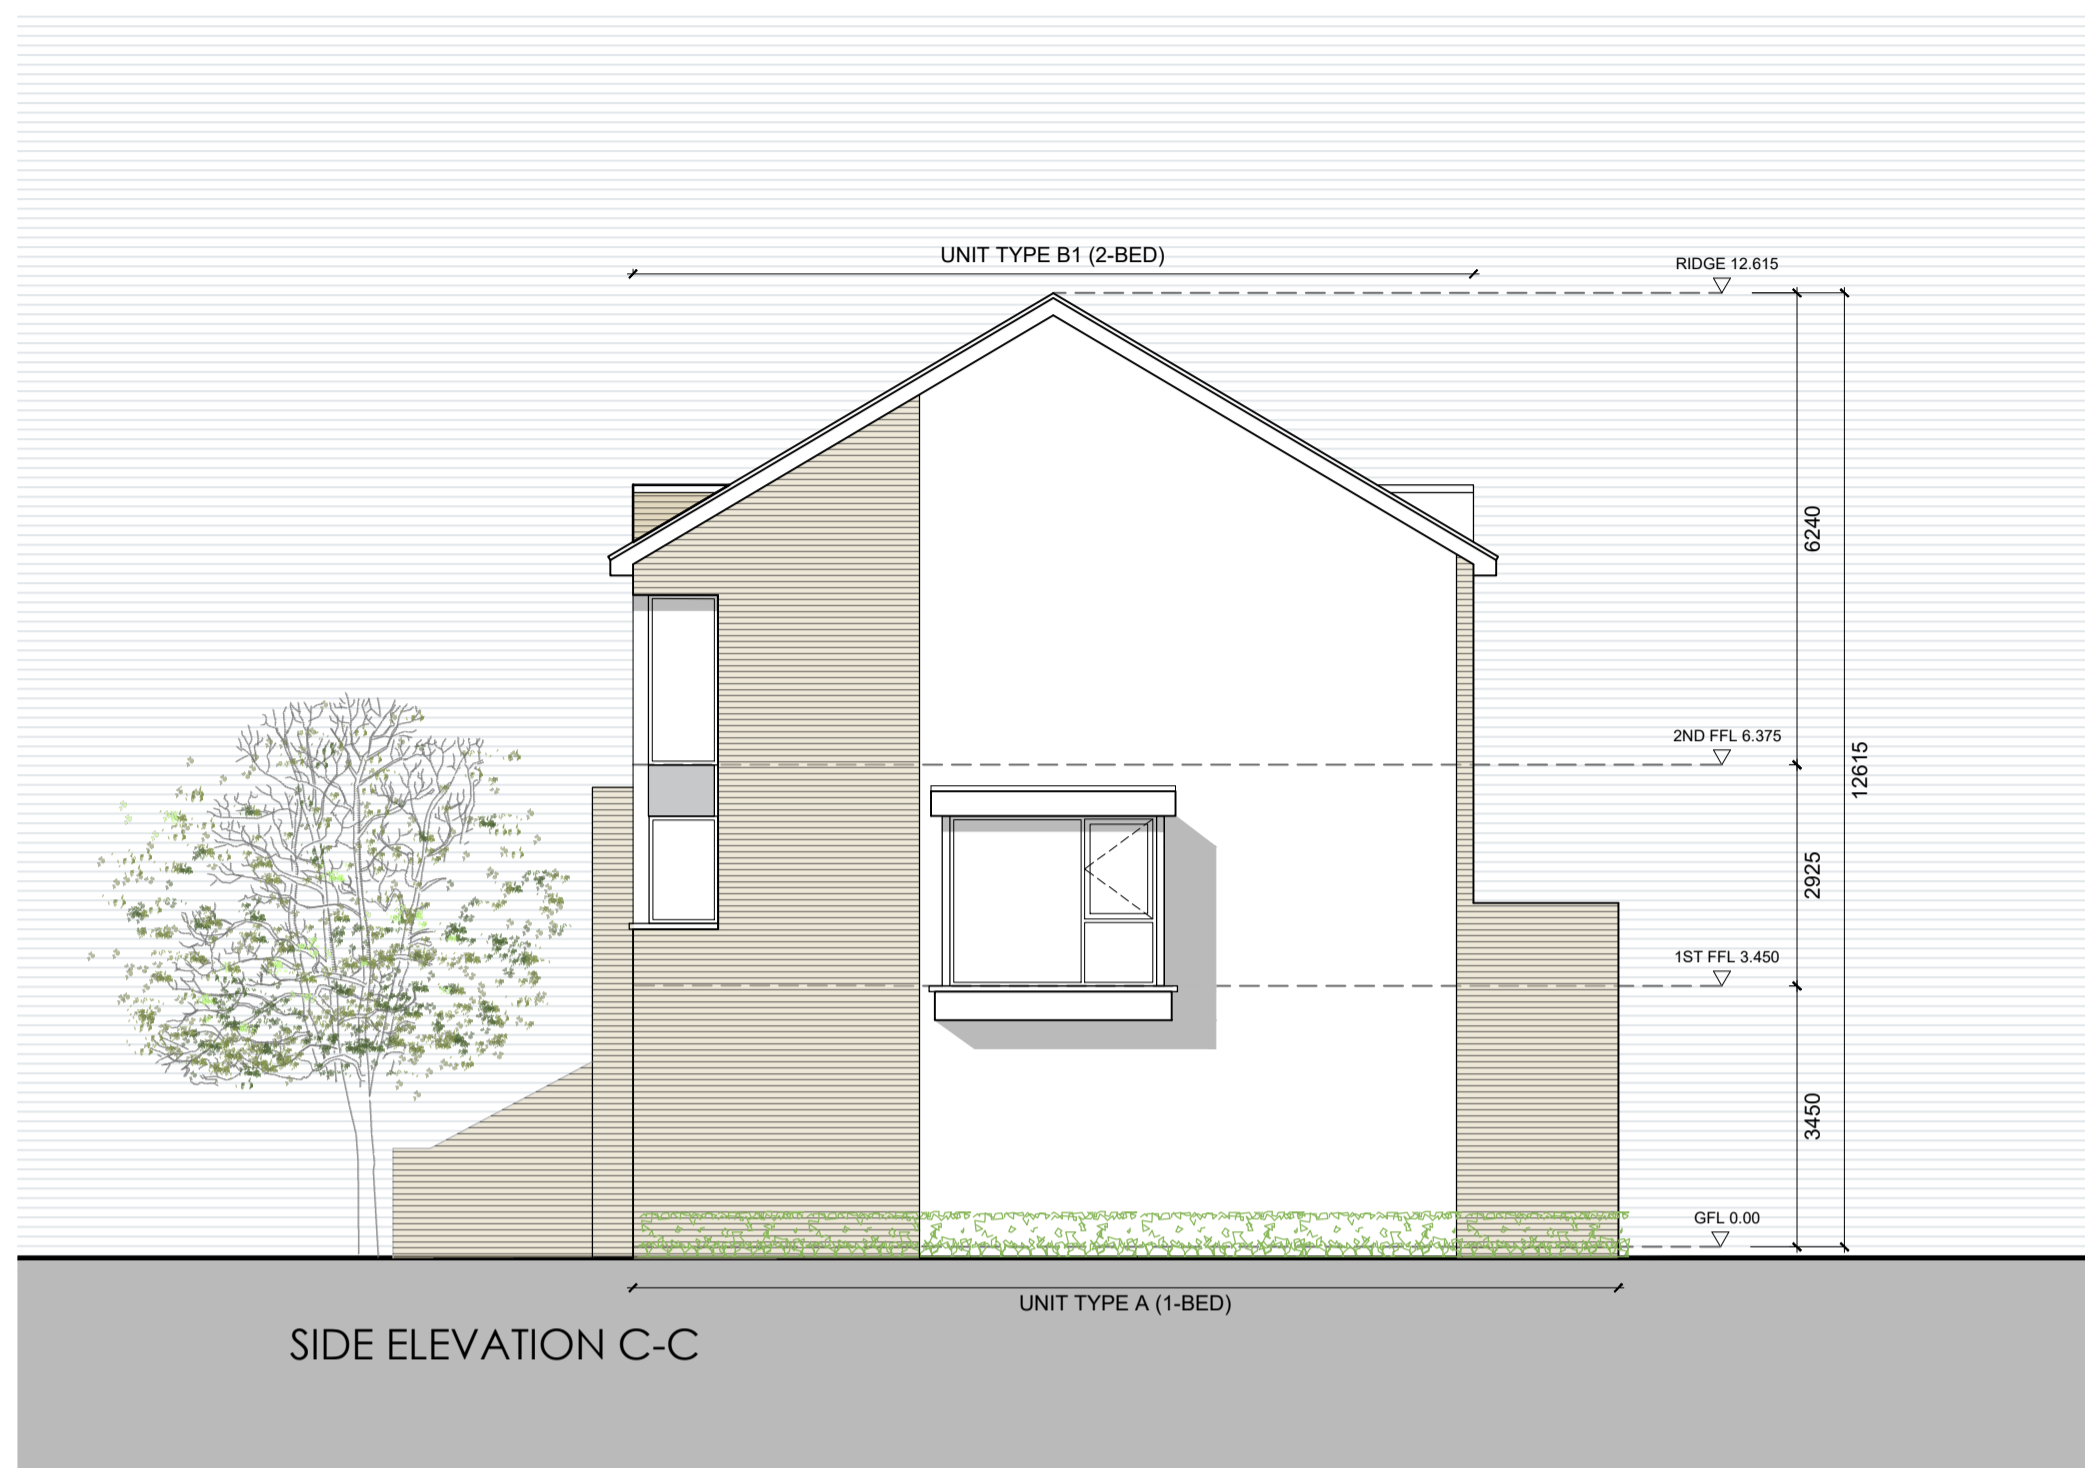 UNIT TYPE B1 (2-BED)
RIDGE 12.615
6240
2ND FFL 6.375
12615
2925
1ST FFL 3.450
3450
GFL 0.00
UNIT TYPE A (1-BED)
SIDE ELEVATION C-C